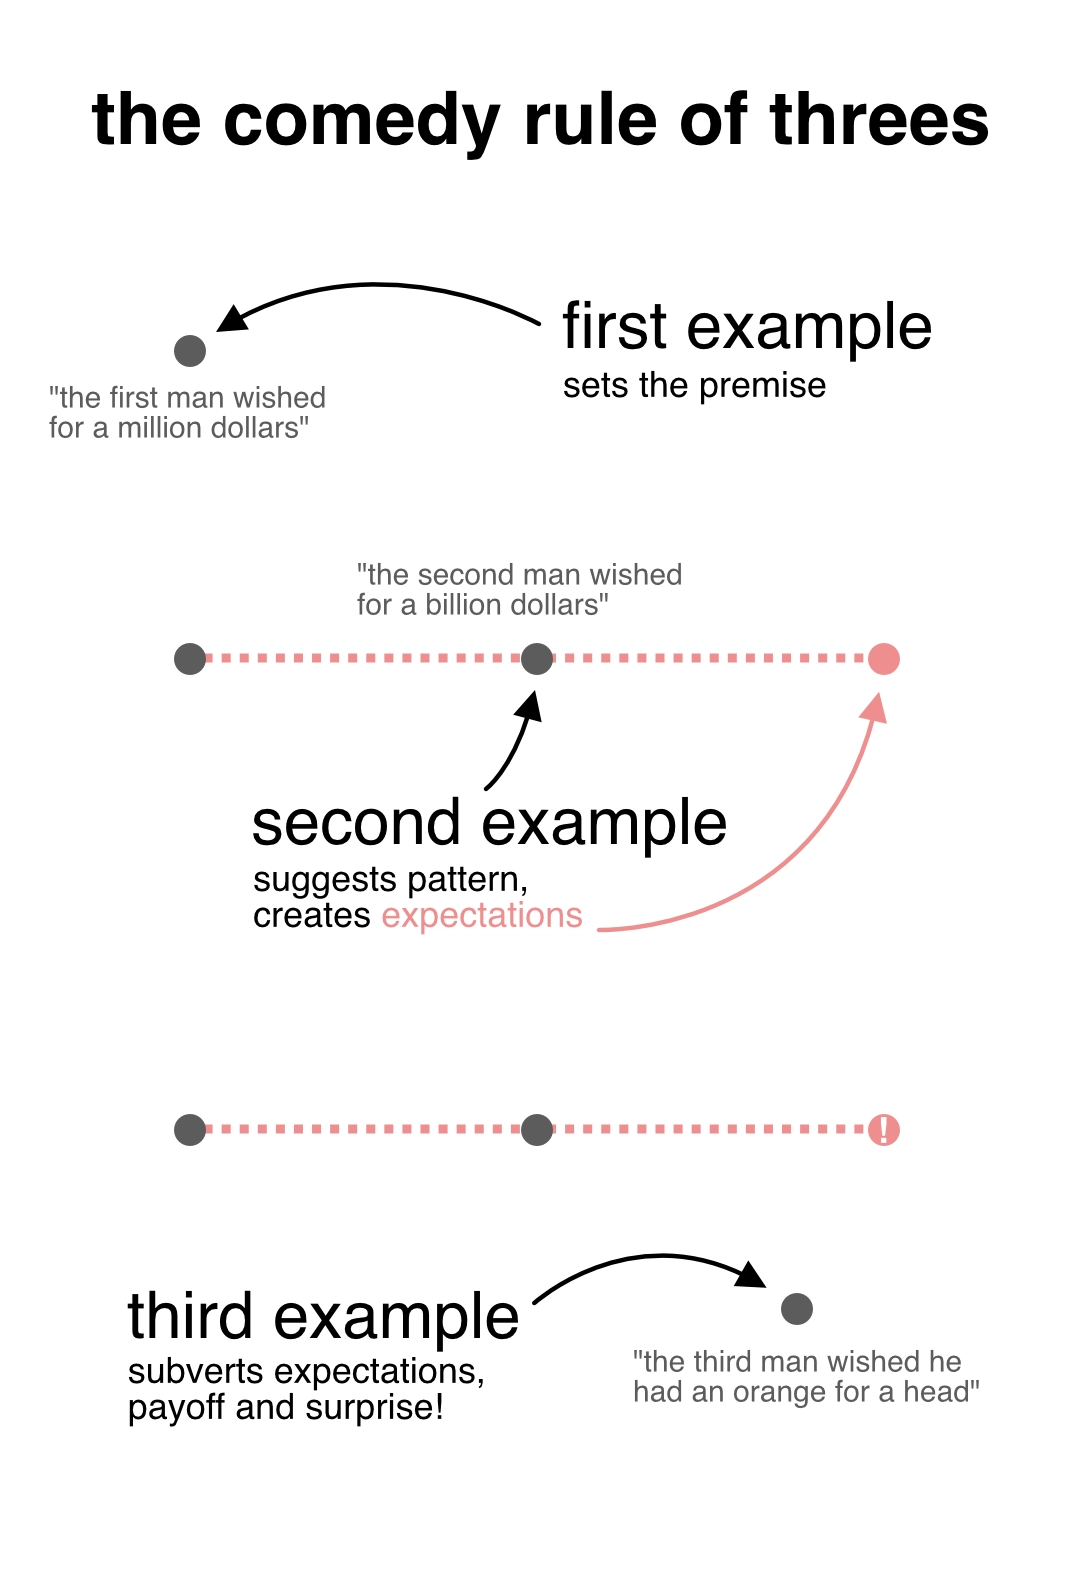 the comedy rule of threes
first example
sets the premise
"the first man wished
for a million dollars"
"the second man wished
for a billion dollars"
second example
suggests pattern,
creates expectations
!
third example
subverts expectations,
payoff and surprise!
"the third man wished he
had an orange for a head"